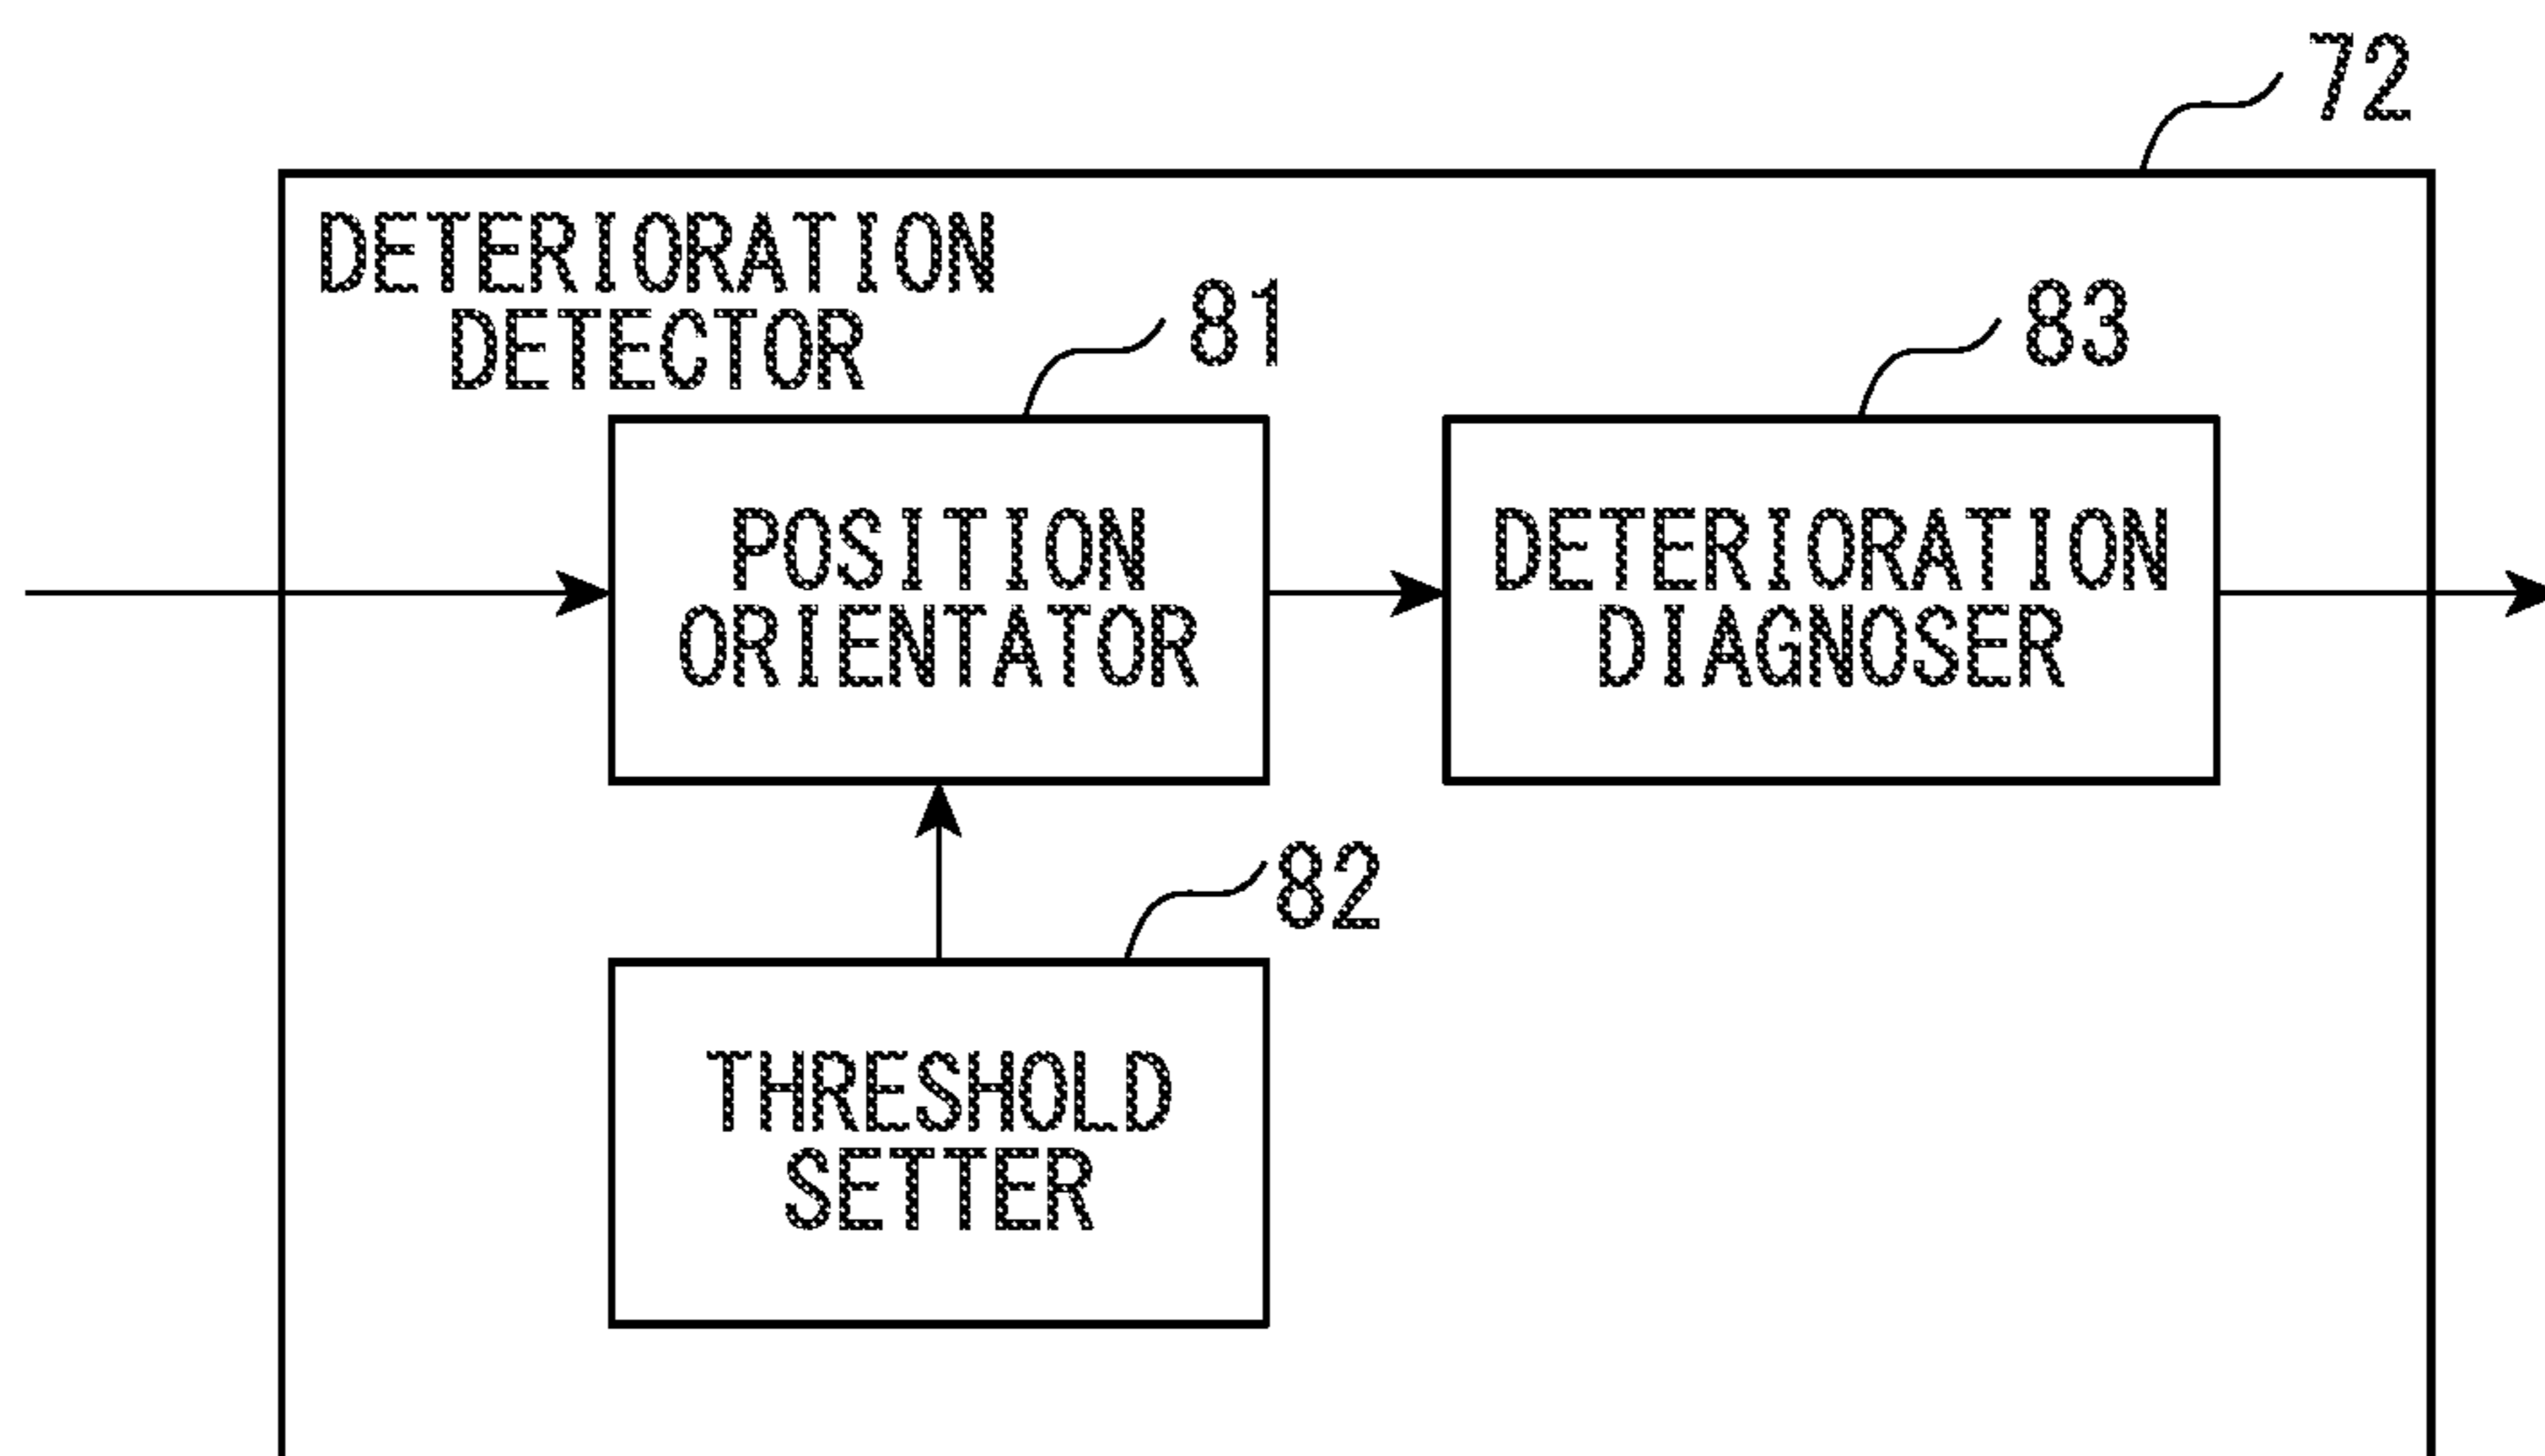 72
DETERIORATION
DETECTOR
81
83
POSITION
ORIENTATOR
DETERIORATION
DIAGNOSER
82
THRESHOLD
SETTER